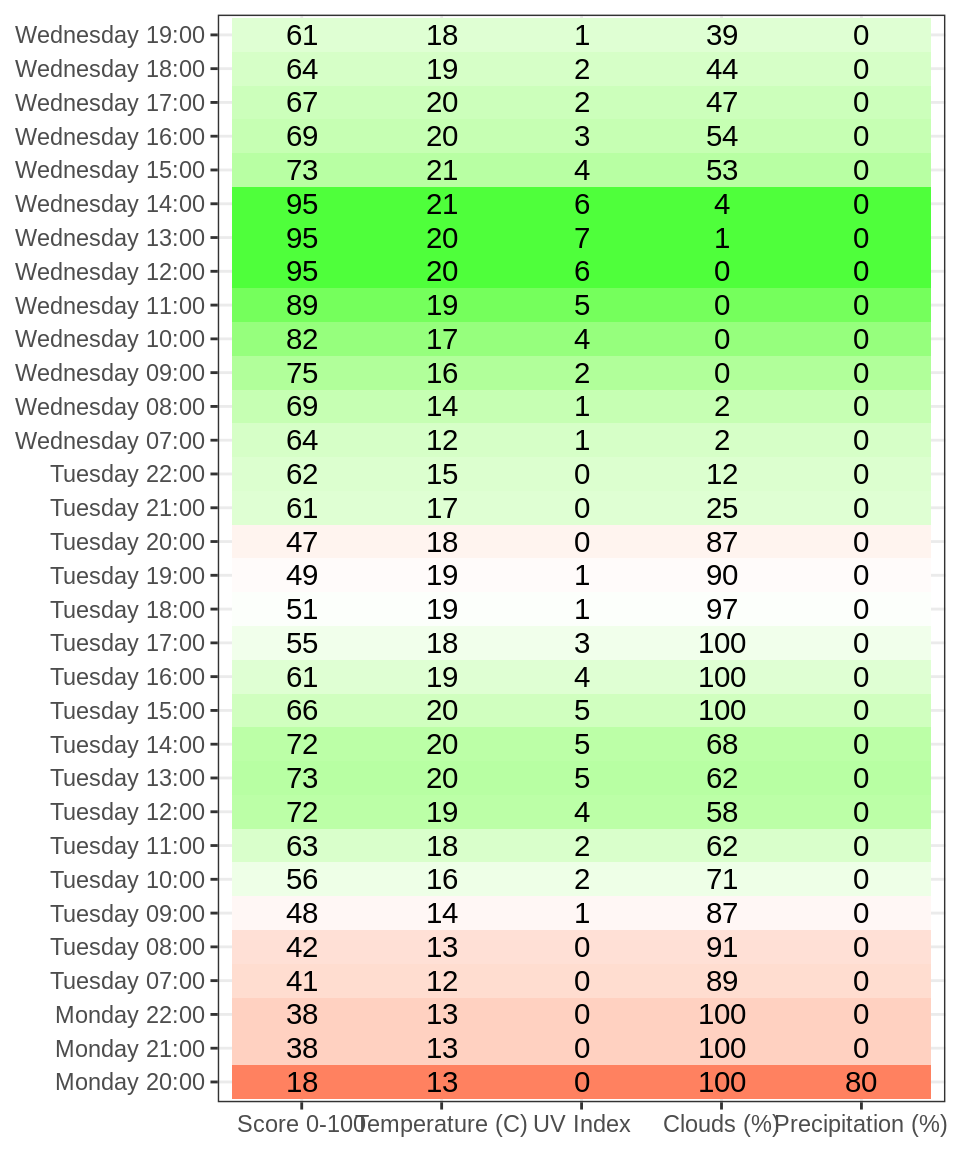 Wednesday 19:00 61 18 1 39 0
Wednesday 18:00 64 19 2 44 0
Wednesday 17:00 67 20 2 47 0
Wednesday 16:00 69 20 3 54 0
Wednesday 15:00 73 21 4 53 0
Wednesday 14:00 95 21 6 4 0
Wednesday 13:00 95 20 7 1 0
Wednesday 12:00 95 20 6 0 0
Wednesday 11:00 89 19 5 0 0
Wednesday 10:00 82 17 4 0 0
Wednesday 09:00 75 16 2 0 0
Wednesday 08:00 69 14 1 2 0
Wednesday 07:00 64 12 1 2 0
Tuesday 22:00 62 15 0 12 0
Tuesday 21:00 61 17 0 25 0
Tuesday 20:00 47 18 0 87 0
Tuesday 19:00 49 19 1 90 0
Tuesday 18:00 51 19 1 97 0
Tuesday 17:00 55 18 3 100 0
Tuesday 16:00 61 19 4 100 0
Tuesday 15:00 66 20 5 100 0
Tuesday 14:00 72 20 5 68 0
Tuesday 13:00 73 20 5 62 0
Tuesday 12:00 72 19 4 58 0
Tuesday 11:00 63 18 2 62 0
Tuesday 10:00 56 16 2 71 0
Tuesday 09:00 48 14 1 87 0
Tuesday 08:00 42 13 0 91 0
Tuesday 07:00 41 12 0 89 0
Monday 22:00 38 13 0 100 0
Monday 21:00 38 13 0 100 0
Monday 20:00 18 13 0 100 80
Score 0-100 Temperature (C) UV Index Clouds (%) Precipitation (%)